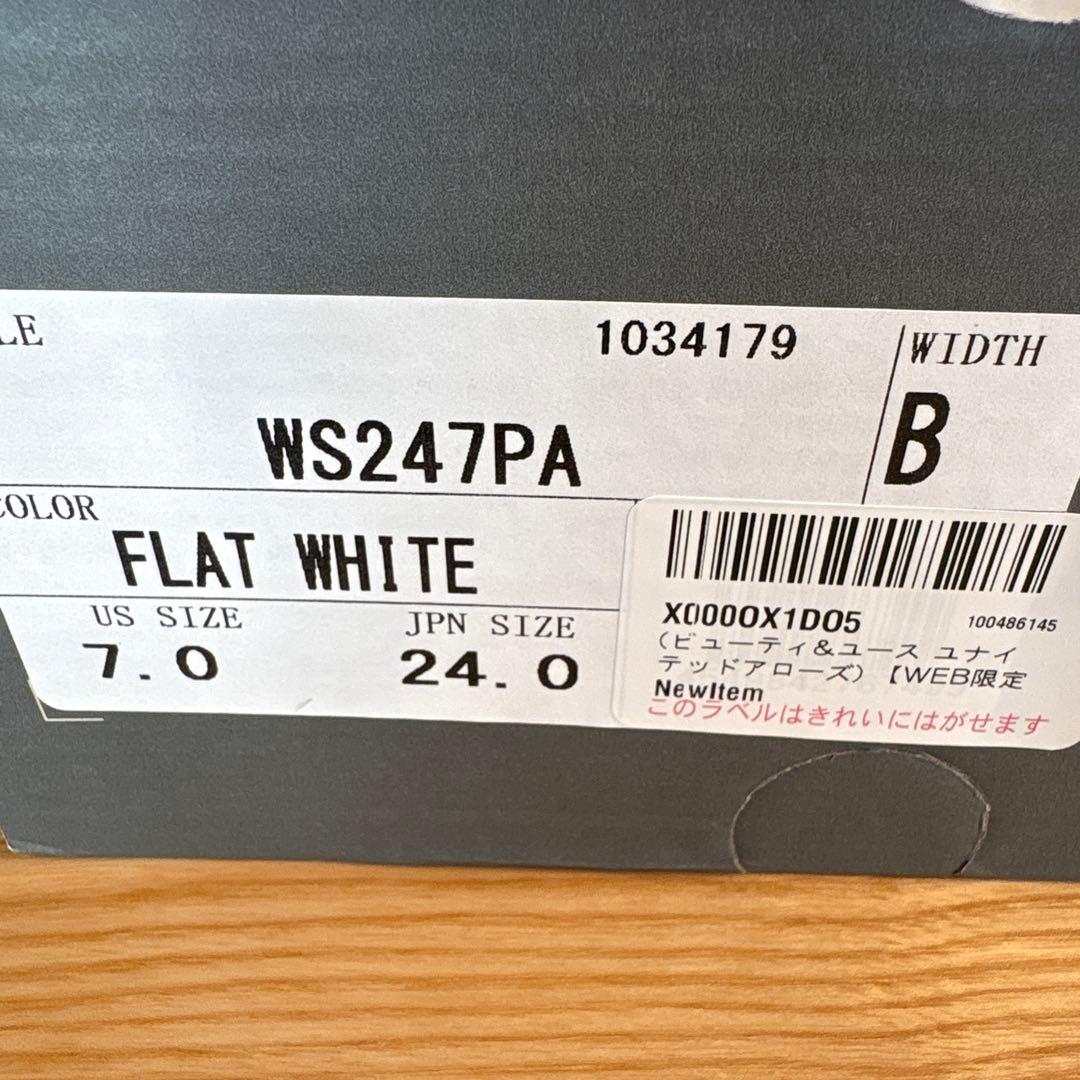 LE 1034179 WIDTH
WS247PA B
COLOR
FLAT WHITE
US SIZE JPN SIZE
7.0 24.0
X0000X1D05 100486145
(ビューティ&ユース ユナイ
テッドアローズ) 【WEB限定
NewItem
このラベルはきれいにはがせます